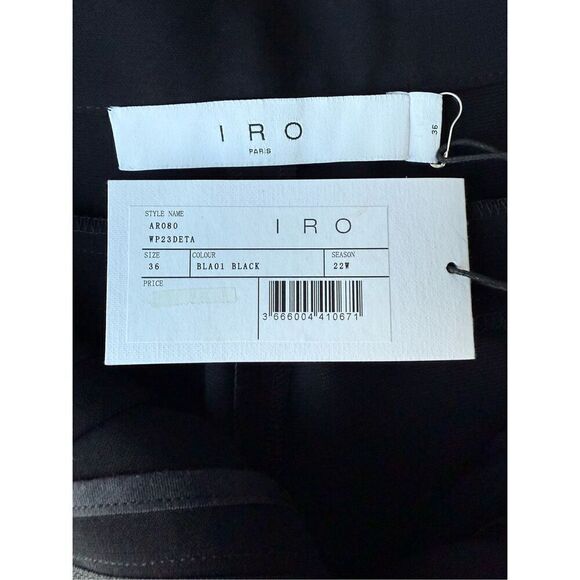 IRO
PARIS
36
STYLE NAME
AR080
WP23DETA
IRO
SIZE
36
COLOUR
BLA01 BLACK
SEASON
22W
PRICE
3 666004 410671